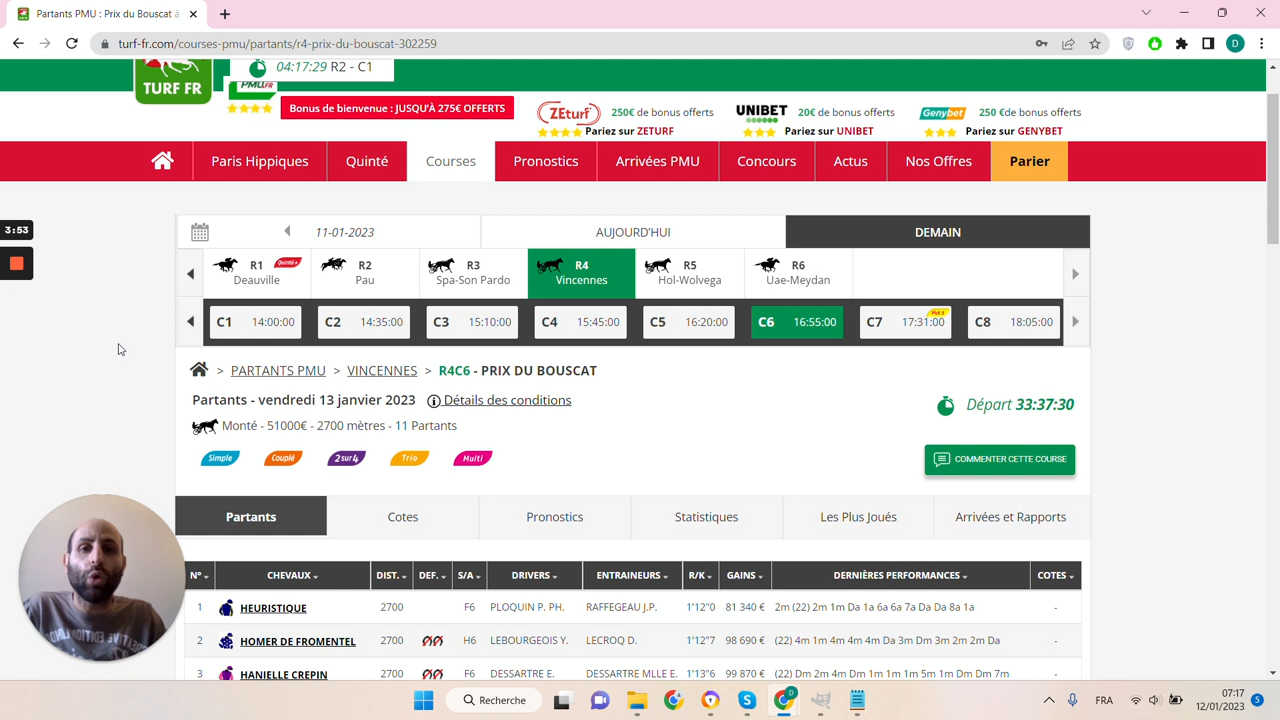 Partants PMU : Prix du Bouscat à
turf-fr.com/courses-pmu/partants/r4-prix-du-bouscat-302259
D
TURF FR
04:17:29 R2 - C1
PMU.FR
Bonus de bienvenue : JUSQU'À 275€ OFFERTS
ZEturf
250€ de bonus offerts
Pariez sur ZETURF
UNIBET
20€ de bonus offerts
Pariez sur UNIBET
Genybet
250 €de bonus offerts
Pariez sur GENYBET
Paris Hippiques
Quinté
Courses
Pronostics
Arrivées PMU
Concours
Actus
Nos Offres
Parier
3:53
11-01-2023
AUJOURD'HUI
DEMAIN
R1 Quinté+
Deauville
R2
Pau
R3
Spa-Son Pardo
R4
Vincennes
R5
Hol-Wolvega
R6
Uae-Meydan
C1 14:00:00
C2 14:35:00
C3 15:10:00
C4 15:45:00
C5 16:20:00
C6 16:55:00
C7 17:31:00 Pick 5
C8 18:05:00
> PARTANTS PMU > VINCENNES > R4C6 - PRIX DU BOUSCAT
Partants - vendredi 13 janvier 2023 Détails des conditions
Départ 33:37:30
Monté - 51000€ - 2700 mètres - 11 Partants
Simple Couplé 2sur4 Trio Multi
COMMENTER CETTE COURSE
Partants Cotes Pronostics Statistiques Les Plus Joués Arrivées et Rapports
N° CHEVAUX DIST. DEF. S/A DRIVERS ENTRAINEURS R/K GAINS DERNIÈRES PERFORMANCES COTES
1 HEURISTIQUE 2700 F6 PLOQUIN P. PH. RAFFEGEAU J.P. 1'12"0 81 340 € 2m (22) 2m 1m Da 1a 6a 6a 7a Da Da 8a 1a -
2 HOMER DE FROMENTEL 2700 H6 LEBOURGEOIS Y. LECROQ D. 1'12"7 98 690 € (22) 4m 1m 4m 4m 4m Da 3m Dm 3m 2m 2m Da -
3 HANIELLE CREPIN 2700 F6 DESSARTRE E. DESSARTRE MLLE E. 1'13"6 99 870 € (22) Dm 2m 4m Dm 1m 1m 1m 5m 1m Dm Dm 7m -
Recherche
D
FRA
07:17
12/01/2023
5